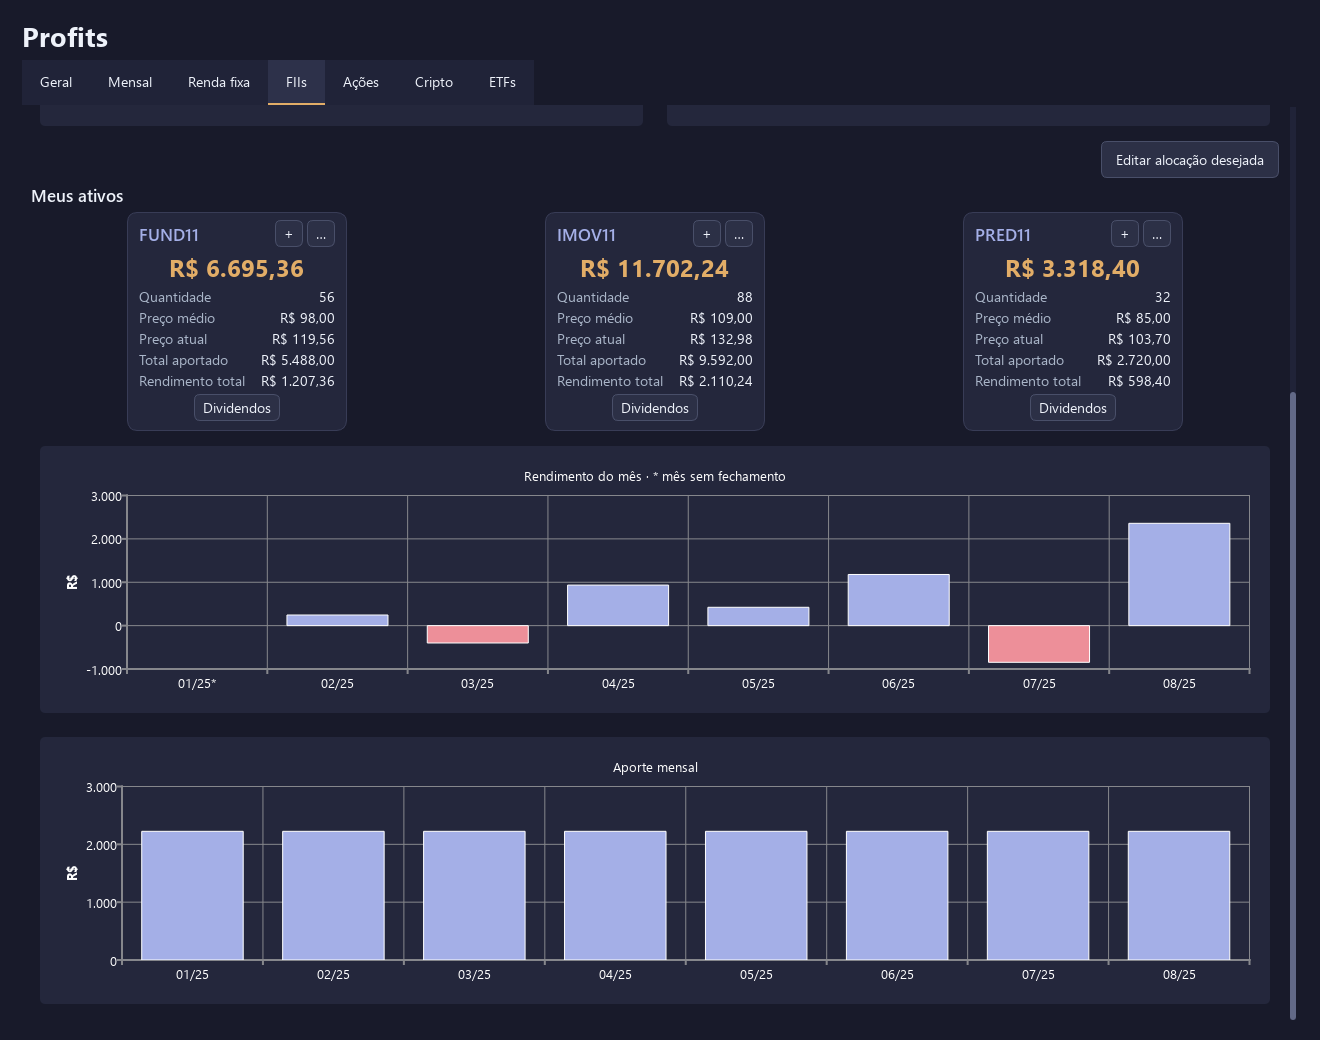 Profits
Geral Mensal Renda fixa FIIs Ações Cripto ETFs
Editar alocação desejada
Meus ativos
FUND11 + ...
R$ 6.695,36
Quantidade 56
Preço médio R$ 98,00
Preço atual R$ 119,56
Total aportado R$ 5.488,00
Rendimento total R$ 1.207,36
Dividendos
IMOV11 + ...
R$ 11.702,24
Quantidade 88
Preço médio R$ 109,00
Preço atual R$ 132,98
Total aportado R$ 9.592,00
Rendimento total R$ 2.110,24
Dividendos
PRED11 + ...
R$ 3.318,40
Quantidade 32
Preço médio R$ 85,00
Preço atual R$ 103,70
Total aportado R$ 2.720,00
Rendimento total R$ 598,40
Dividendos
Rendimento do mês · * mês sem fechamento
R$
3.000
2.000
1.000
0
-1.000
01/25* 02/25 03/25 04/25 05/25 06/25 07/25 08/25
Aporte mensal
R$
3.000
2.000
1.000
0
01/25 02/25 03/25 04/25 05/25 06/25 07/25 08/25